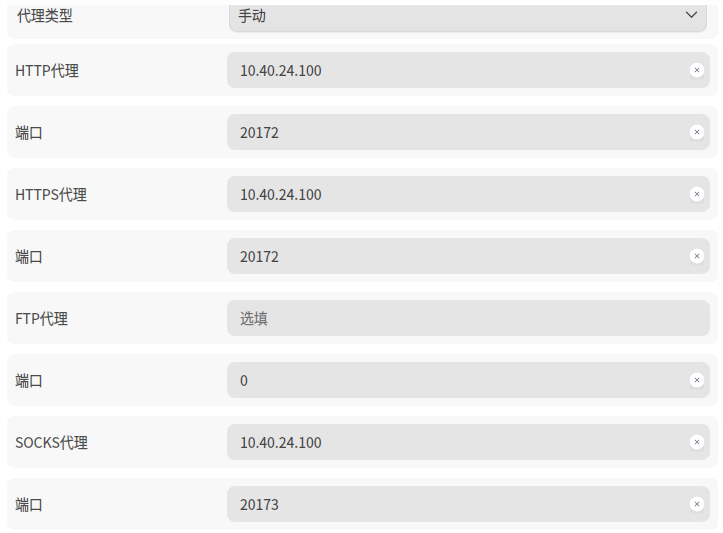 代理类型 手动
HTTP代理 10.40.24.100
端口 20172
HTTPS代理 10.40.24.100
端口 20172
FTP代理 选填
端口 0
SOCKS代理 10.40.24.100
端口 20173